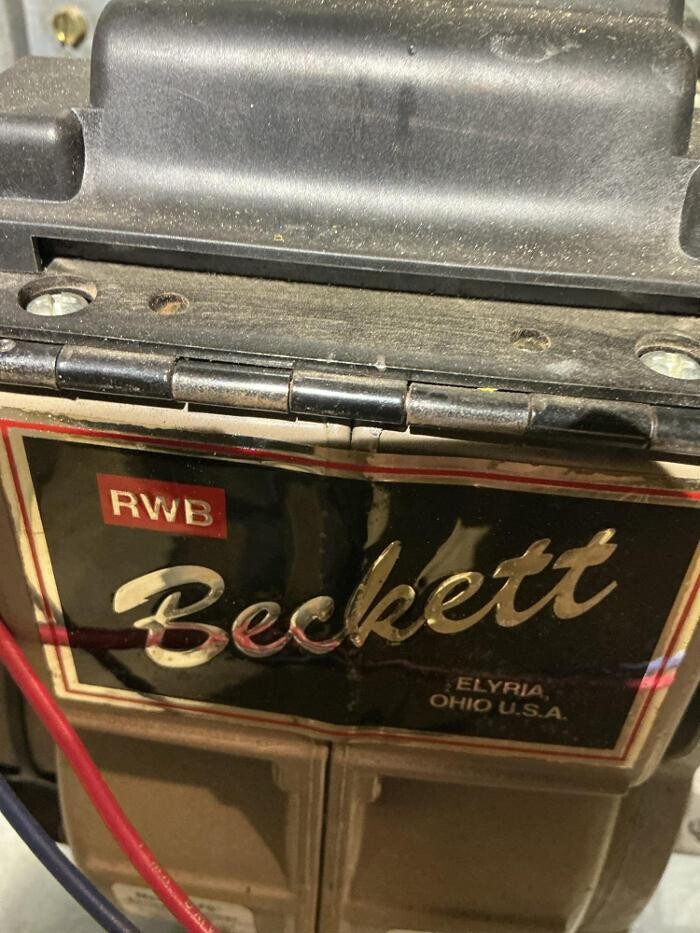 RWB
Beckett
ELYRIA,
OHIO U.S.A.